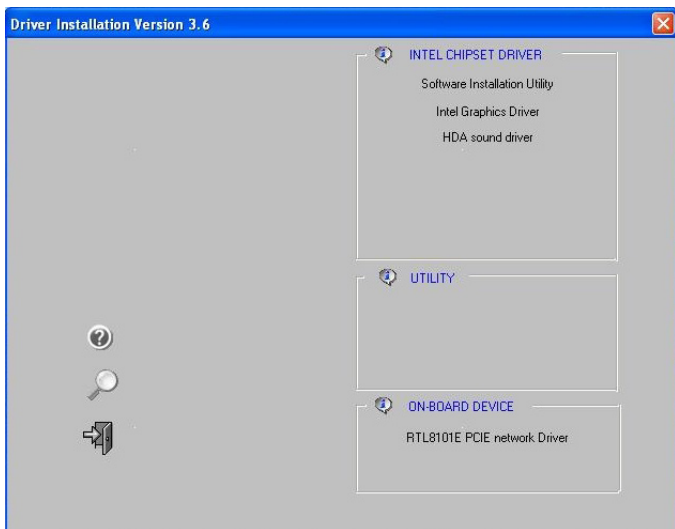 Driver Installation Version 3.6
INTEL CHIPSET DRIVER
Software Installation Utility
Intel Graphics Driver
HDA sound driver
UTILITY
ON-BOARD DEVICE
RTL8101E PCIE network Driver